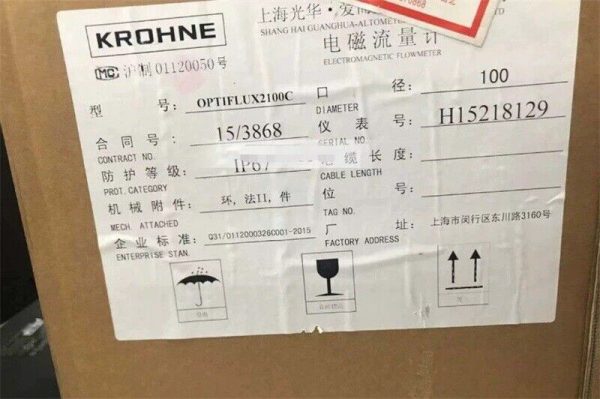 KROHNE
上海光华·爱
SHANG HAI GUANGHUA-ALTOMETER
MC 沪制 01120050号
电磁流量计
ELECTROMAGNETIC FLOWMETER
型 号: OPTIFLUX2100C
口 径: 100
DIAMETER
合同号: 15/3868
CONTRACT NO.
仪表号: H15218129
SERIAL NO.
防护等级: IP67
PROT. CATEGORY
电缆长度:
CABLE LENGTH
机械附件: 环, 法II, 件
MECH. ATTACHED
位 号:
TAG NO.
企业标准: Q31/01120003260001-2015
ENTERPRISE STAN.
厂 址: 上海市闵行区东川路3160号
FACTORY ADDRESS